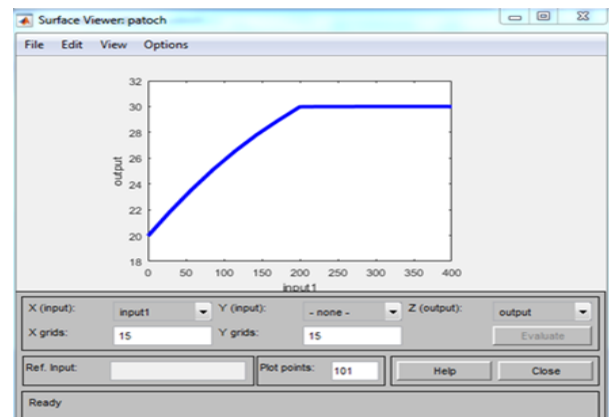 Surface Viewer: patoch
File Edit View Options
32
30
28
26
24
22
20
18
output
0 50 100 150 200 250 300 350 400
input1
X (input): input1 Y (input): - none - Z (output): output
X grids: 15 Y grids: 15 Evaluate
Ref. Input: Plot points: 101 Help Close
Ready